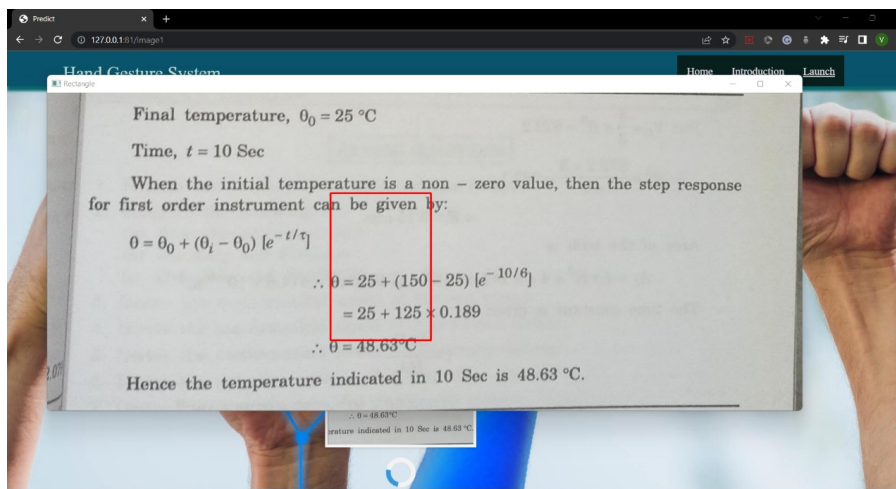 Predict
127.0.0.1:81/image1
V
Hand Gesture System
Home Introduction Launch
Rectangle
Final temperature, θ₀ = 25 °C
Time, t = 10 Sec
When the initial temperature is a non – zero value, then the step response
for first order instrument can be given by:
θ = θ₀ + (θᵢ – θ₀) [e^{– t/τ}]
∴ θ = 25 + (150 – 25) [e^{– 10/6}]
= 25 + 125 × 0.189
∴ θ = 48.63°C
Hence the temperature indicated in 10 Sec is 48.63 °C.
∴ θ = 48.63°C
erature indicated in 10 Sec is 48.63 °C.